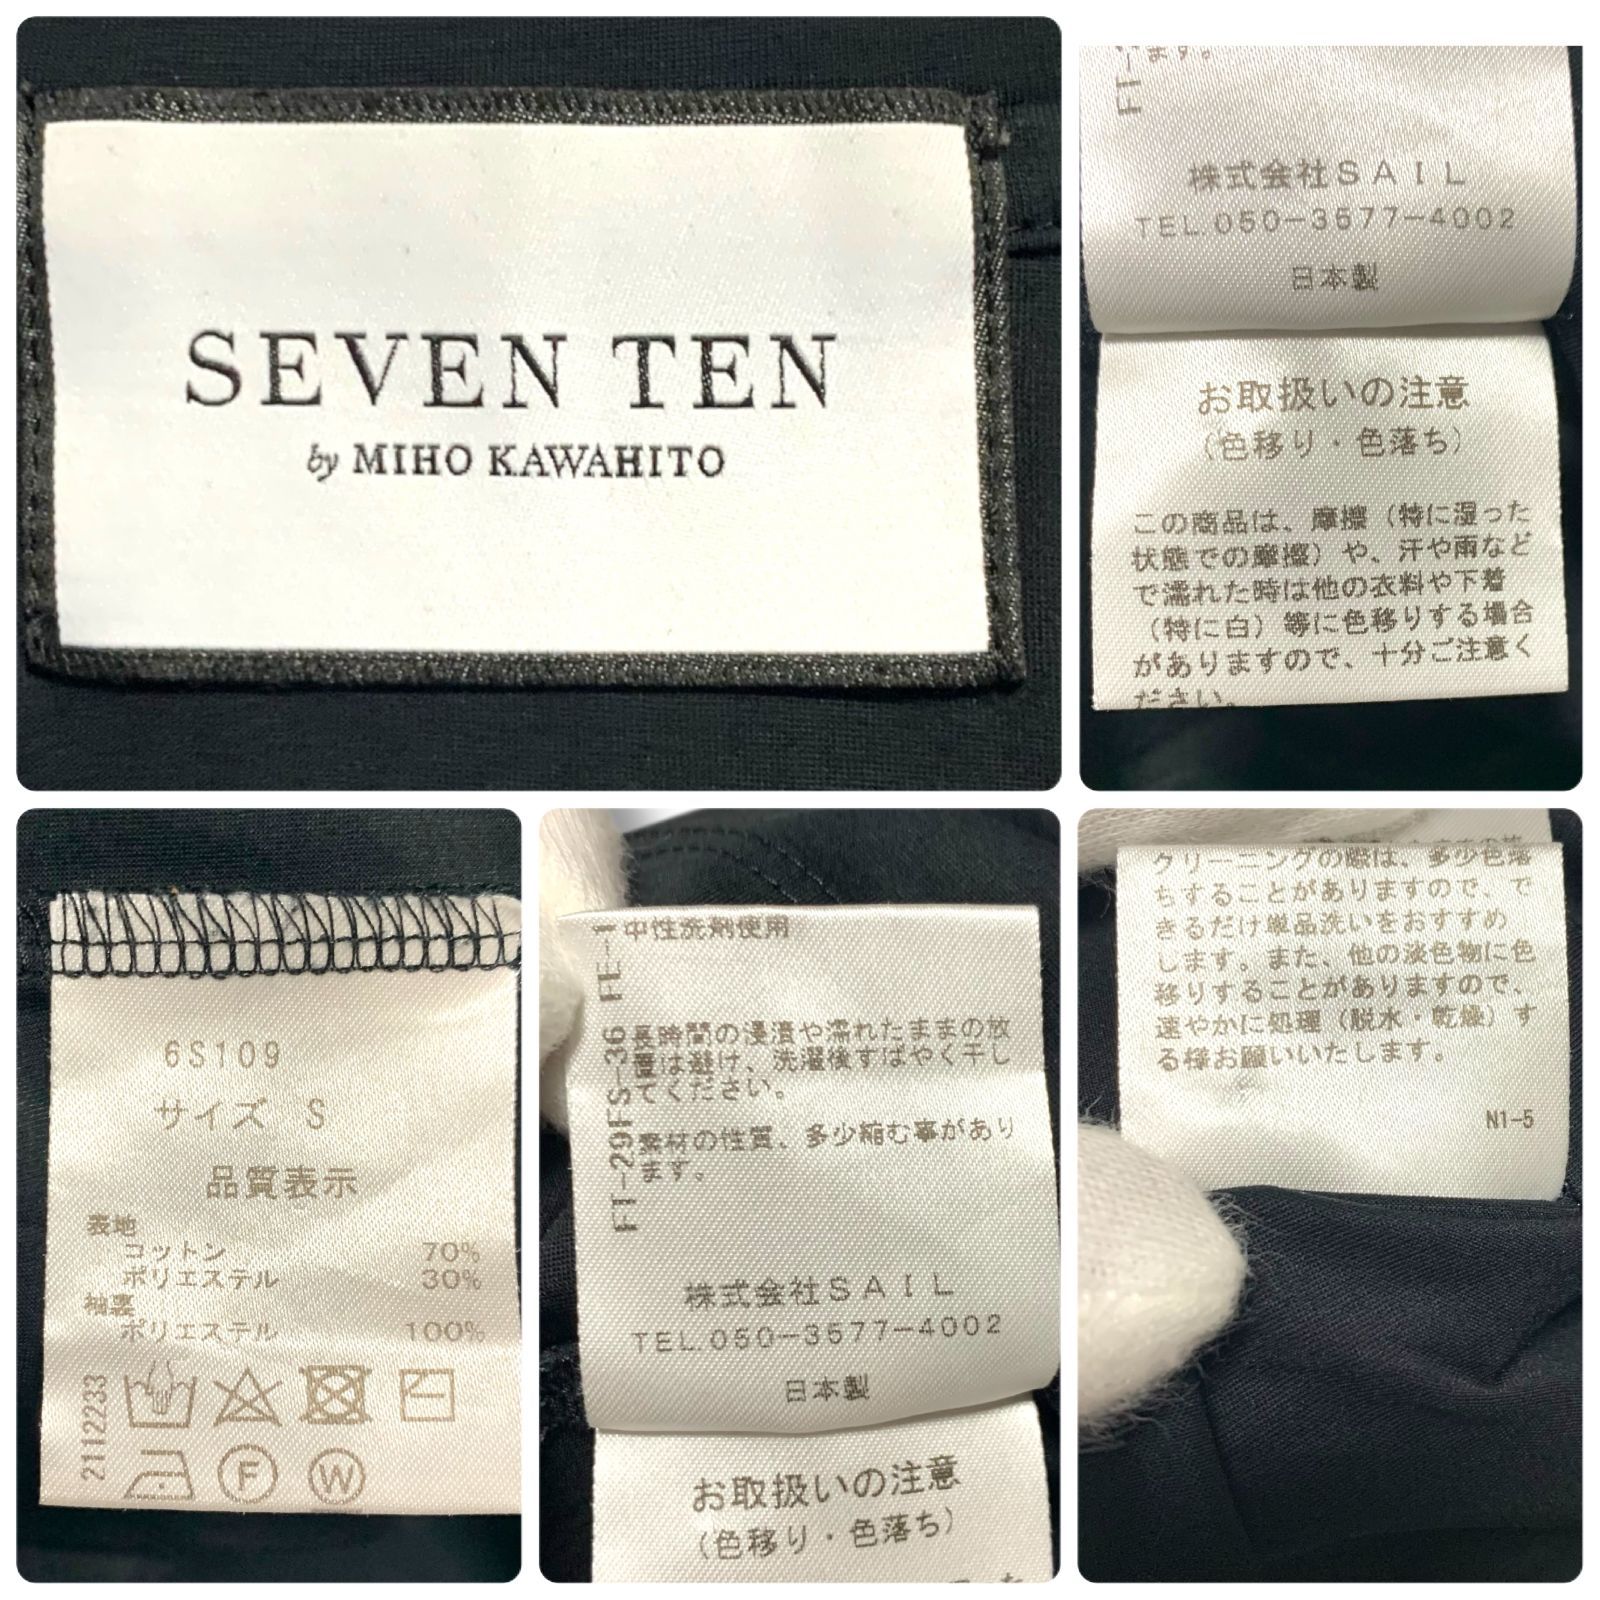 SEVEN TEN
by MIHO KAWAHITO
ます。
株式会社SAIL
TEL.050-3577-4002
日本製
お取扱いの注意
(色移り・色落ち)
この商品は、摩擦(特に湿った
状態での摩擦)や、汗や雨など
で濡れた時は他の衣料や下着
(特に白)等に色移りする場合
がありますので、十分ご注意く
ださい。
6S109
サイズ S
品質表示
表地
コットン 70%
ポリエステル 30%
袖裏
ポリエステル 100%
2112233
F
W
中性洗剤使用
FT-29FS-36 FE-1
長時間の浸漬や濡れたままの放
置は避け、洗濯後すばやく干し
てください。
素材の性質、多少縮む事があり
ます。
株式会社SAIL
TEL.050-3577-4002
日本製
お取扱いの注意
(色移り・色落ち)
クリーニングの際は、多少色落
ちすることがありますので、で
きるだけ単品洗いをおすすめ
します。また、他の淡色物に色
移りすることがありますので、
速やかに処理(脱水・乾燥)す
る様お願いいたします。
N1-5